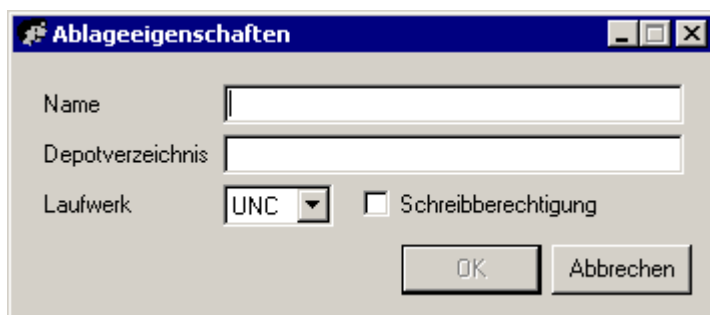 Ablageeigenschaften
Name
Depotverzeichnis
Laufwerk UNC Schreibberechtigung
OK Abbrechen